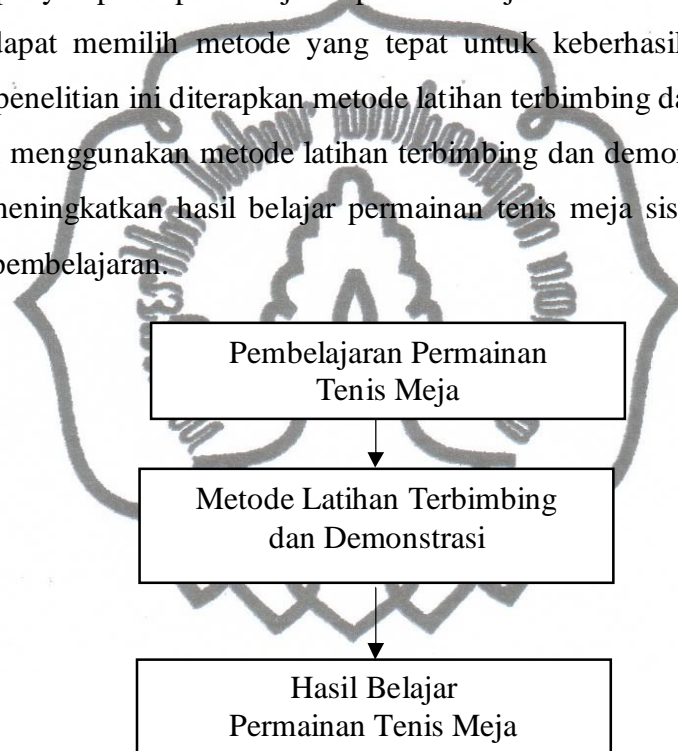 dapat memilih metode yang tepat untuk keberhasil
penelitian ini diterapkan metode latihan terbimbing da
menggunakan metode latihan terbimbing dan demon
meningkatkan hasil belajar permainan tenis meja sis
pembelajaran.
Pembelajaran Permainan
Tenis Meja
Metode Latihan Terbimbing
dan Demonstrasi
Hasil Belajar
Permainan Tenis Meja